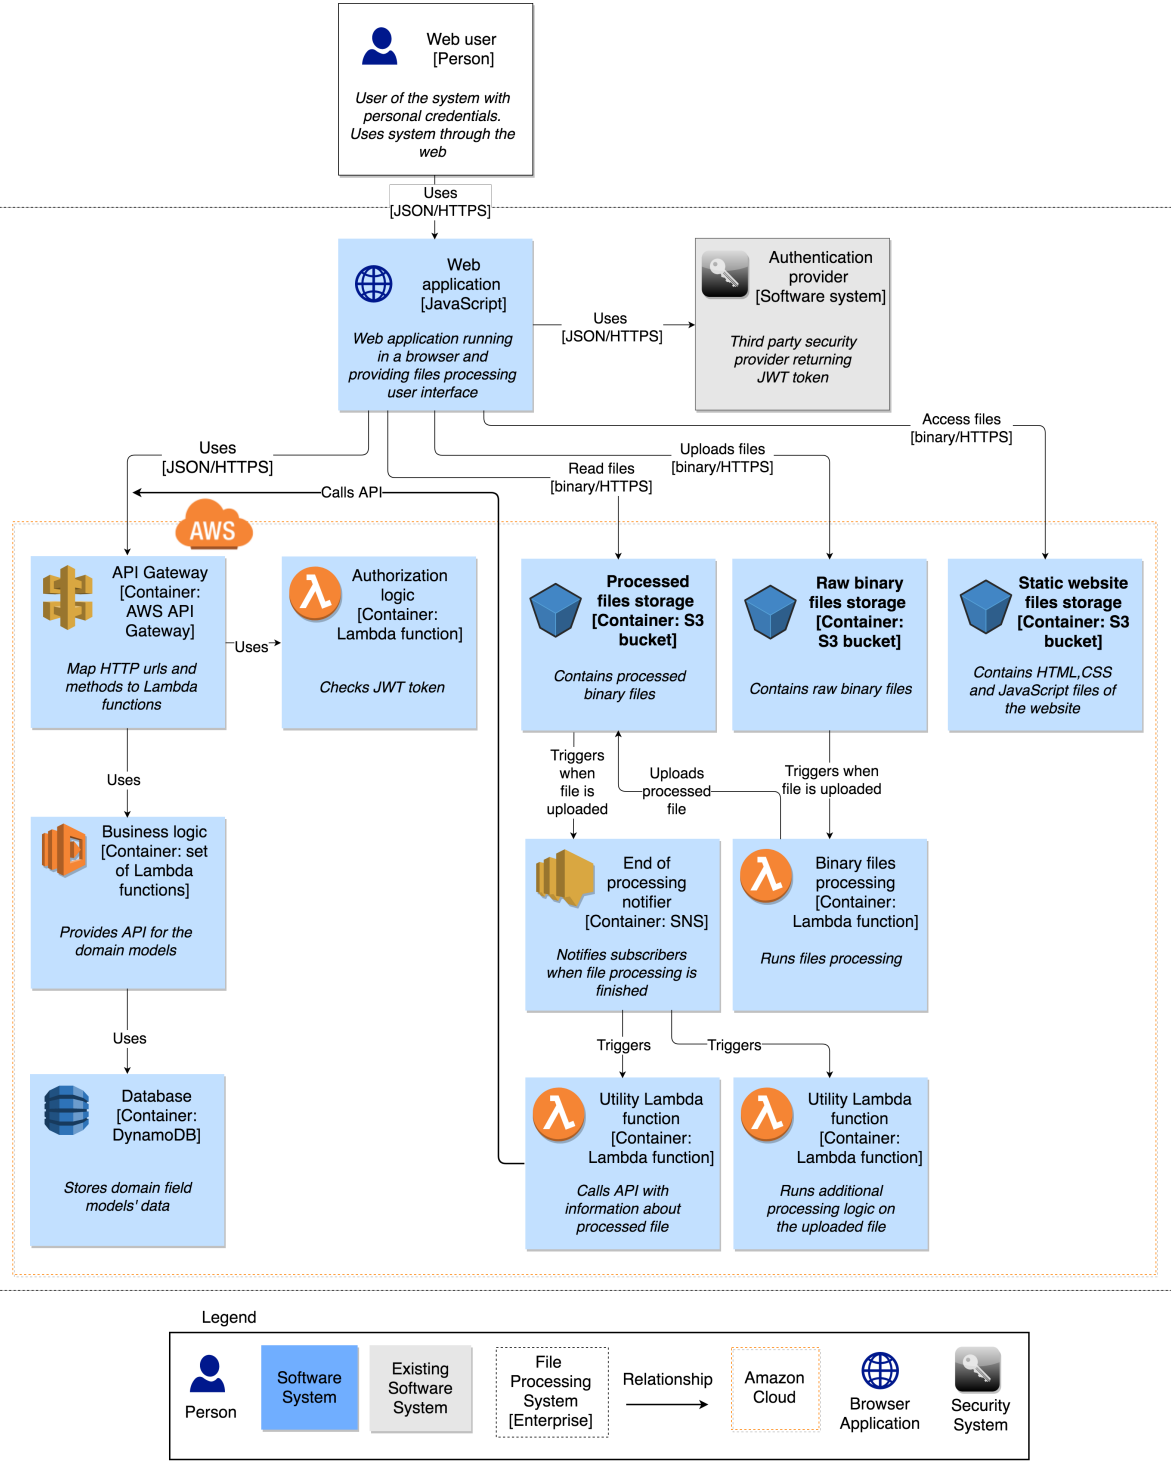 Web user
[Person]
User of the system with
personal credentials.
Uses system through the
web
Uses
[JSON/HTTPS]
Web
application
[JavaScript]
Web application running
in a browser and
providing files processing
user interface
Uses
[JSON/HTTPS]
Authentication
provider
[Software system]
Third party security
provider returning
JWT token
Uses
[JSON/HTTPS]
Read files
[binary/HTTPS]
Uploads files
[binary/HTTPS]
Access files
[binary/HTTPS]
Calls API
AWS
API Gateway
[Container:
AWS API
Gateway]
Map HTTP urls and
methods to Lambda
functions
Uses
Authorization
logic
[Container:
Lambda function]
Checks JWT token
Processed
files storage
[Container: S3
bucket]
Contains processed
binary files
Raw binary
files storage
[Container:
S3 bucket]
Contains raw binary files
Static website
files storage
[Container: S3
bucket]
Contains HTML,CSS
and JavaScript files of
the website
Uses
Triggers
when
file is
uploaded
Uploads
processed
file
Triggers when
file is uploaded
Business logic
[Container: set
of Lambda
functions]
Provides API for the
domain models
End of
processing
notifier
[Container: SNS]
Notifies subscribers
when file processing is
finished
Binary files
processing
[Container:
Lambda function]
Runs files processing
Uses
Triggers
Triggers
Database
[Container:
DynamoDB]
Stores domain field
models' data
Utility Lambda
function
[Container:
Lambda function]
Calls API with
information about
processed file
Utility Lambda
function
[Container:
Lambda function]
Runs additional
processing logic on
the uploaded file
Legend
Person
Software
System
Existing
Software
System
File
Processing
System
[Enterprise]
Relationship
Amazon
Cloud
Browser
Application
Security
System